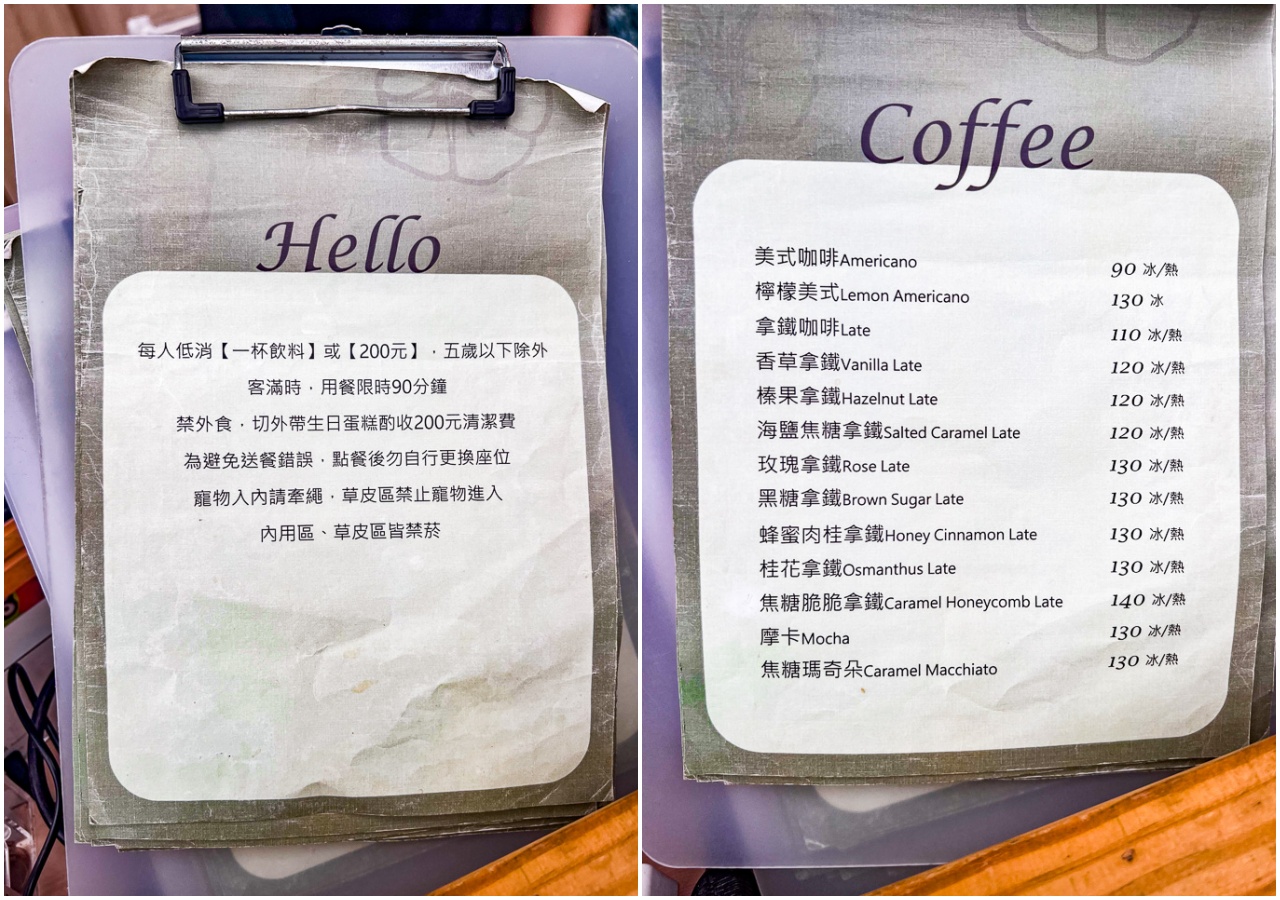 Hello
每人低消【一杯飲料】或【200元】，五歲以下除外
客滿時，用餐限時90分鐘
禁外食，切外帶生日蛋糕酌收200元清潔費
為避免送餐錯誤，點餐後勿自行更換座位
寵物入內請牽繩，草皮區禁止寵物進入
內用區、草皮區皆禁菸
Coffee
美式咖啡Americano 90 冰/熱
檸檬美式Lemon Americano 130 冰
拿鐵咖啡Late 110 冰/熱
香草拿鐵Vanilla Late 120 冰/熱
榛果拿鐵Hazelnut Late 120 冰/熱
海鹽焦糖拿鐵Salted Caramel Late 120 冰/熱
玫瑰拿鐵Rose Late 130 冰/熱
黑糖拿鐵Brown Sugar Late 130 冰/熱
蜂蜜肉桂拿鐵Honey Cinnamon Late 130 冰/熱
桂花拿鐵Osmanthus Late 130 冰/熱
焦糖脆脆拿鐵Caramel Honeycomb Late 140 冰/熱
摩卡Mocha 130 冰/熱
焦糖瑪奇朵Caramel Macchiato 130 冰/熱